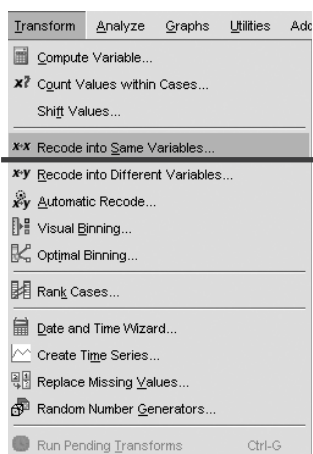 Transform Analyze Graphs Utilities Add
Compute Variable...
x? Count Values within Cases...
Shift Values...
x·x Recode into Same Variables...
x·y Recode into Different Variables...
x·y Automatic Recode...
Visual Binning...
Optimal Binning...
Rank Cases...
Date and Time Wizard...
Create Time Series...
Replace Missing Values...
Random Number Generators...
Run Pending Transforms Ctrl-G